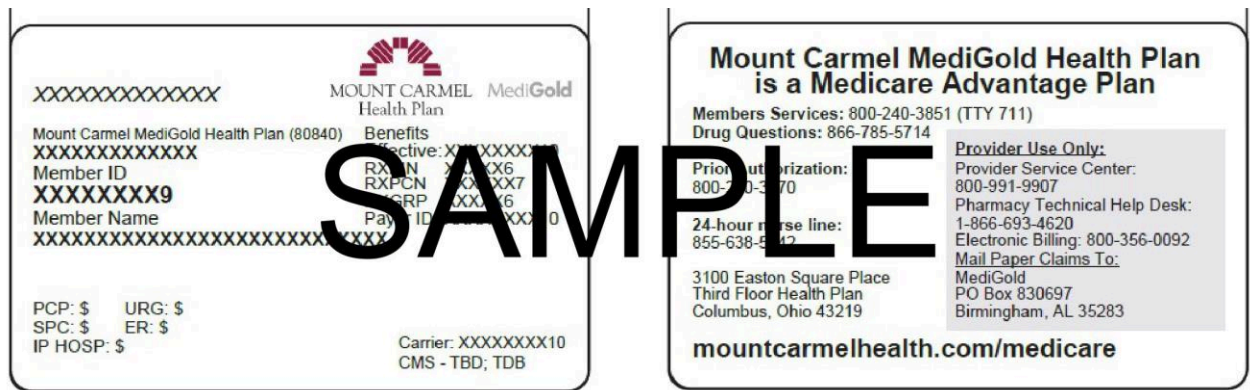 XXXXXXXXXXXXX
MOUNT CARMEL
Health Plan
MediGold
Mount Carmel MediGold Health Plan (80840)
XXXXXXXXXXXXX
Member ID
XXXXXXXX9
Member Name
Benefits
PCP: $ URG: $
SPC: $ ER: $
IP HOSP: $
Carrier: XXXXXXXX10
CMS - TBD; TDB
SAMPLE
Mount Carmel MediGold Health Plan
is a Medicare Advantage Plan
Members Services: 800-240-3851 (TTY 711)
Drug Questions: 866-785-5714
24-hour nurse line:
3100 Easton Square Place
Third Floor Health Plan
Columbus, Ohio 43219
Provider Use Only:
Provider Service Center:
800-991-9907
Pharmacy Technical Help Desk:
1-866-693-4620
Electronic Billing: 800-356-0092
Mail Paper Claims To:
MediGold
PO Box 830697
Birmingham, AL 35283
mountcarmelhealth.com/medicare